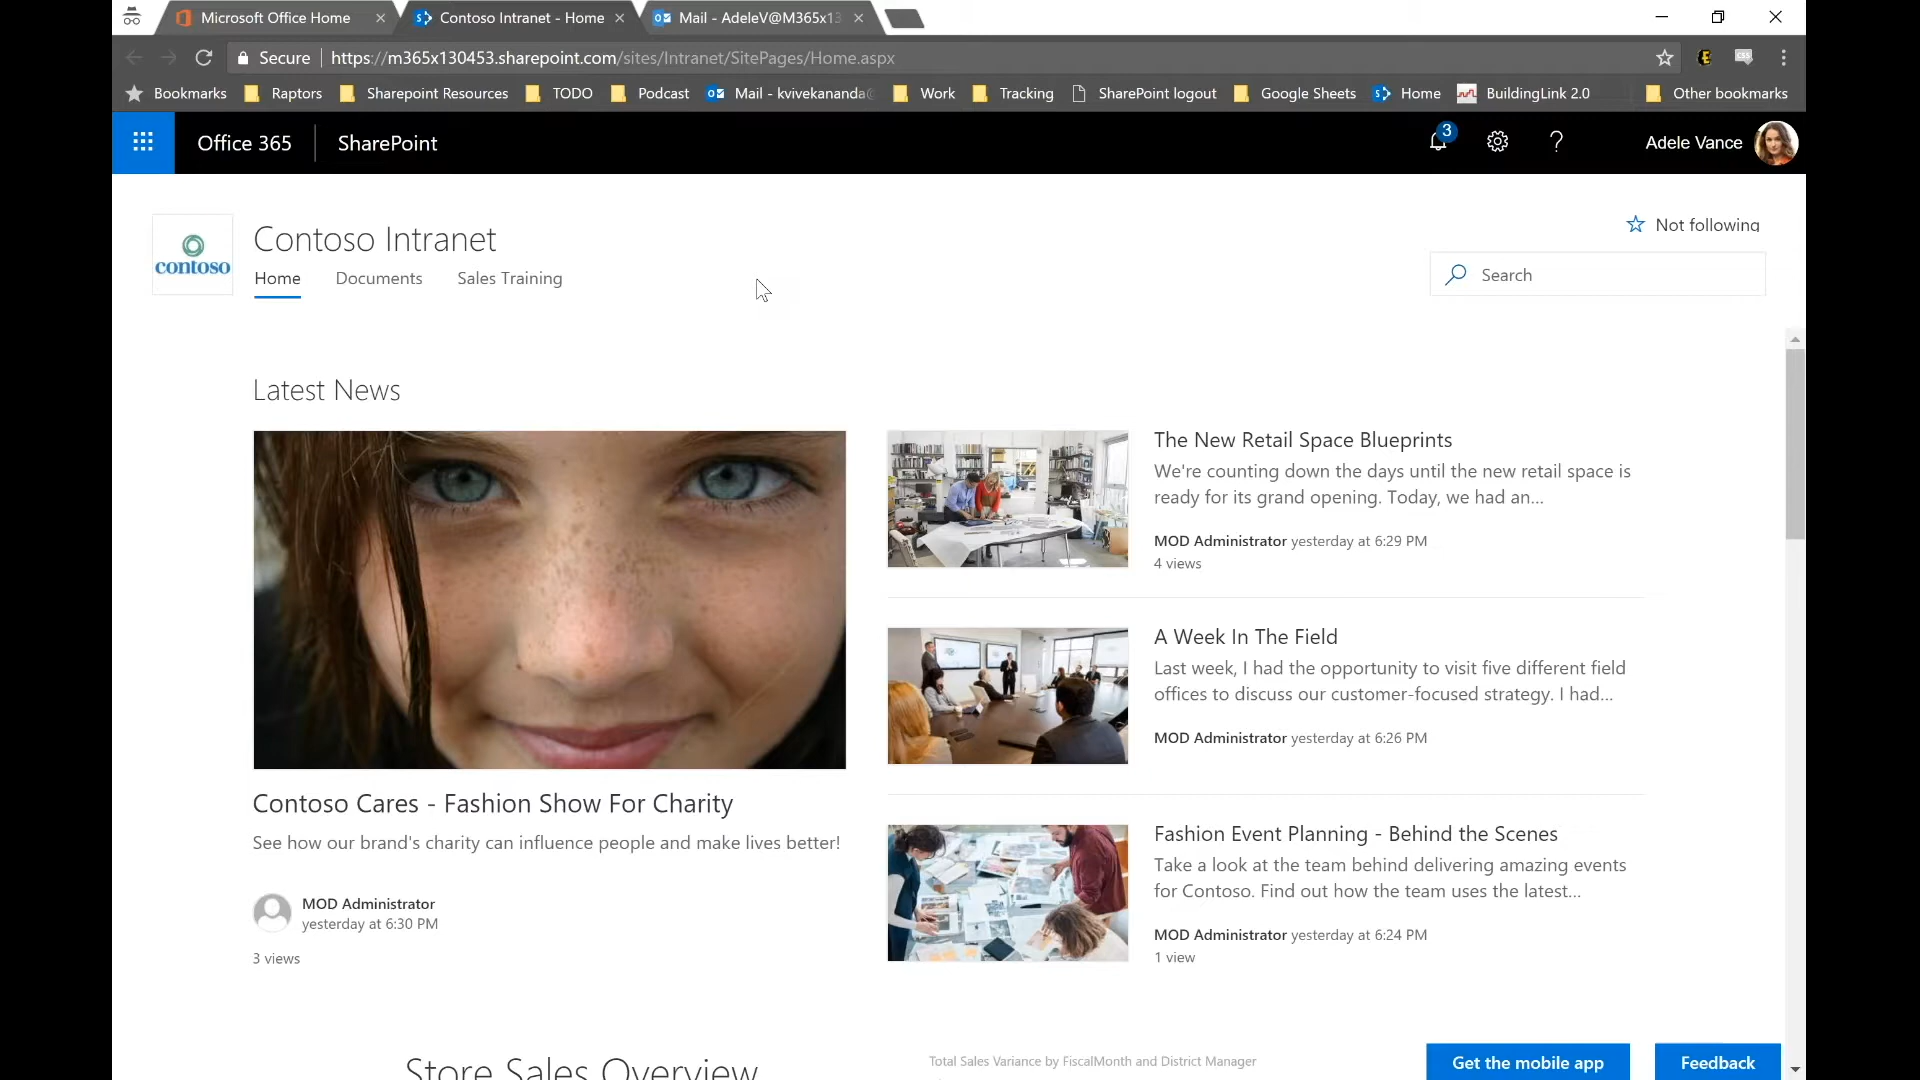 Microsoft Office Home
Contoso Intranet - Home
Mail - AdeleV@M365x13
Secure
https://m365x130453.sharepoint.com/sites/Intranet/SitePages/Home.aspx
Bookmarks
Raptors
Sharepoint Resources
TODO
Podcast
Mail - kvivekananda@
Work
Tracking
SharePoint logout
Google Sheets
Home
BuildingLink 2.0
Other bookmarks
Office 365
SharePoint
3
Adele Vance
contoso
Contoso Intranet
Home
Documents
Sales Training
Not following
Search
Latest News
Contoso Cares - Fashion Show For Charity
See how our brand's charity can influence people and make lives better!
MOD Administrator
yesterday at 6:30 PM
3 views
The New Retail Space Blueprints
We're counting down the days until the new retail space is
ready for its grand opening. Today, we had an...
MOD Administrator yesterday at 6:29 PM
4 views
A Week In The Field
Last week, I had the opportunity to visit five different field
offices to discuss our customer-focused strategy. I had...
MOD Administrator yesterday at 6:26 PM
Fashion Event Planning - Behind the Scenes
Take a look at the team behind delivering amazing events
for Contoso. Find out how the team uses the latest...
MOD Administrator yesterday at 6:24 PM
1 view
Store Sales Overview
Total Sales Variance by FiscalMonth and District Manager
Get the mobile app
Feedback